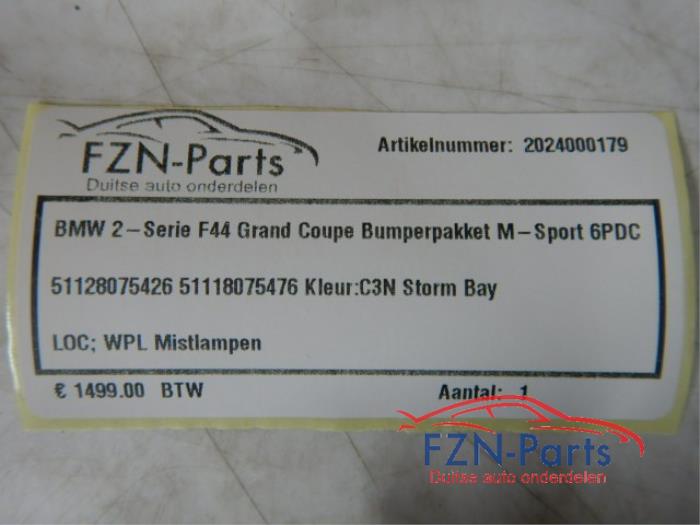 FZN-Parts
Duitse auto onderdelen
Artikelnummer: 2024000179
BMW 2-Serie F44 Grand Coupe Bumperpakket M-Sport 6PDC
51128075426 51118075476 Kleur:C3N Storm Bay
LOC; WPL Mistlampen
€ 1499.00 BTW
Aantal: 1
FZN-Parts
Duitse auto onderdelen